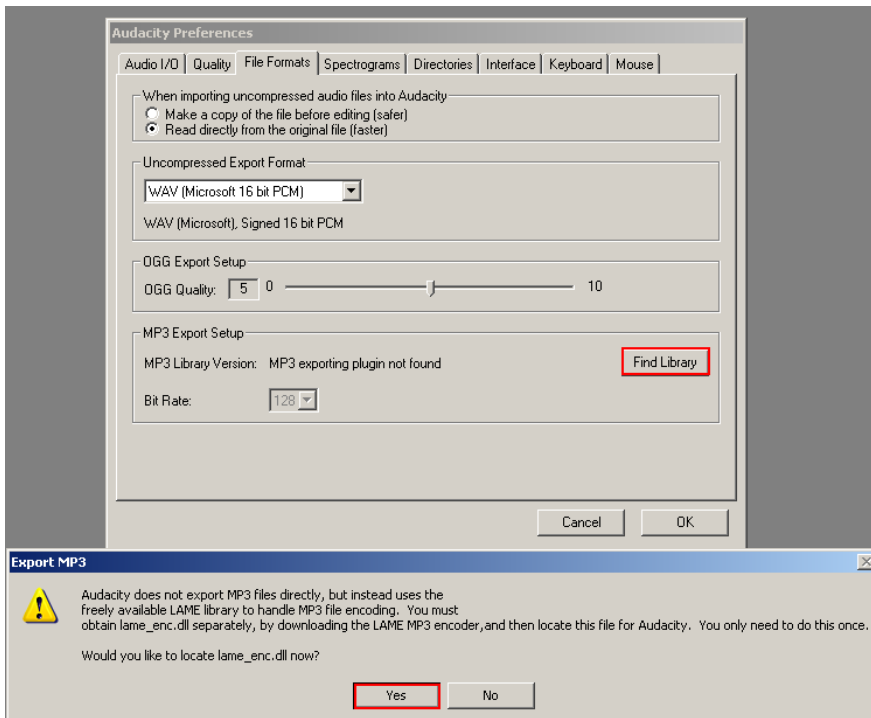 Audacity Preferences
Audio I/O Quality File Formats Spectrograms Directories Interface Keyboard Mouse
When importing uncompressed audio files into Audacity
Make a copy of the file before editing (safer)
Read directly from the original file (faster)
Uncompressed Export Format
WAV (Microsoft 16 bit PCM)
WAV (Microsoft), Signed 16 bit PCM
OGG Export Setup
OGG Quality: 5 0 10
MP3 Export Setup
MP3 Library Version: MP3 exporting plugin not found Find Library
Bit Rate: 128
Cancel OK
Export MP3
Audacity does not export MP3 files directly, but instead uses the
freely available LAME library to handle MP3 file encoding. You must
obtain lame_enc.dll separately, by downloading the LAME MP3 encoder,and then locate this file for Audacity. You only need to do this once.
Would you like to locate lame_enc.dll now?
Yes No